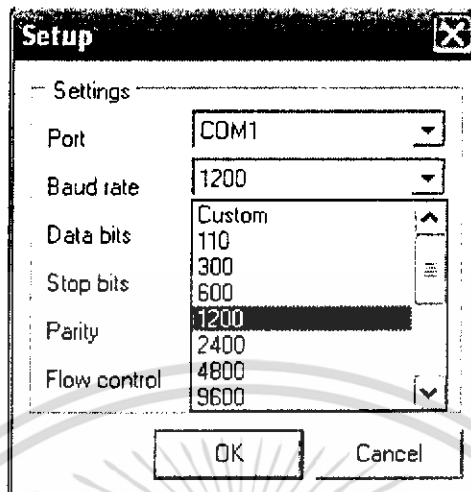 Setup
Settings
Port COM1
Baud rate 1200
Custom
Data bits 110
300
Stop bits 600
1200
Parity 2400
Flow control 4800
9600
OK Cancel